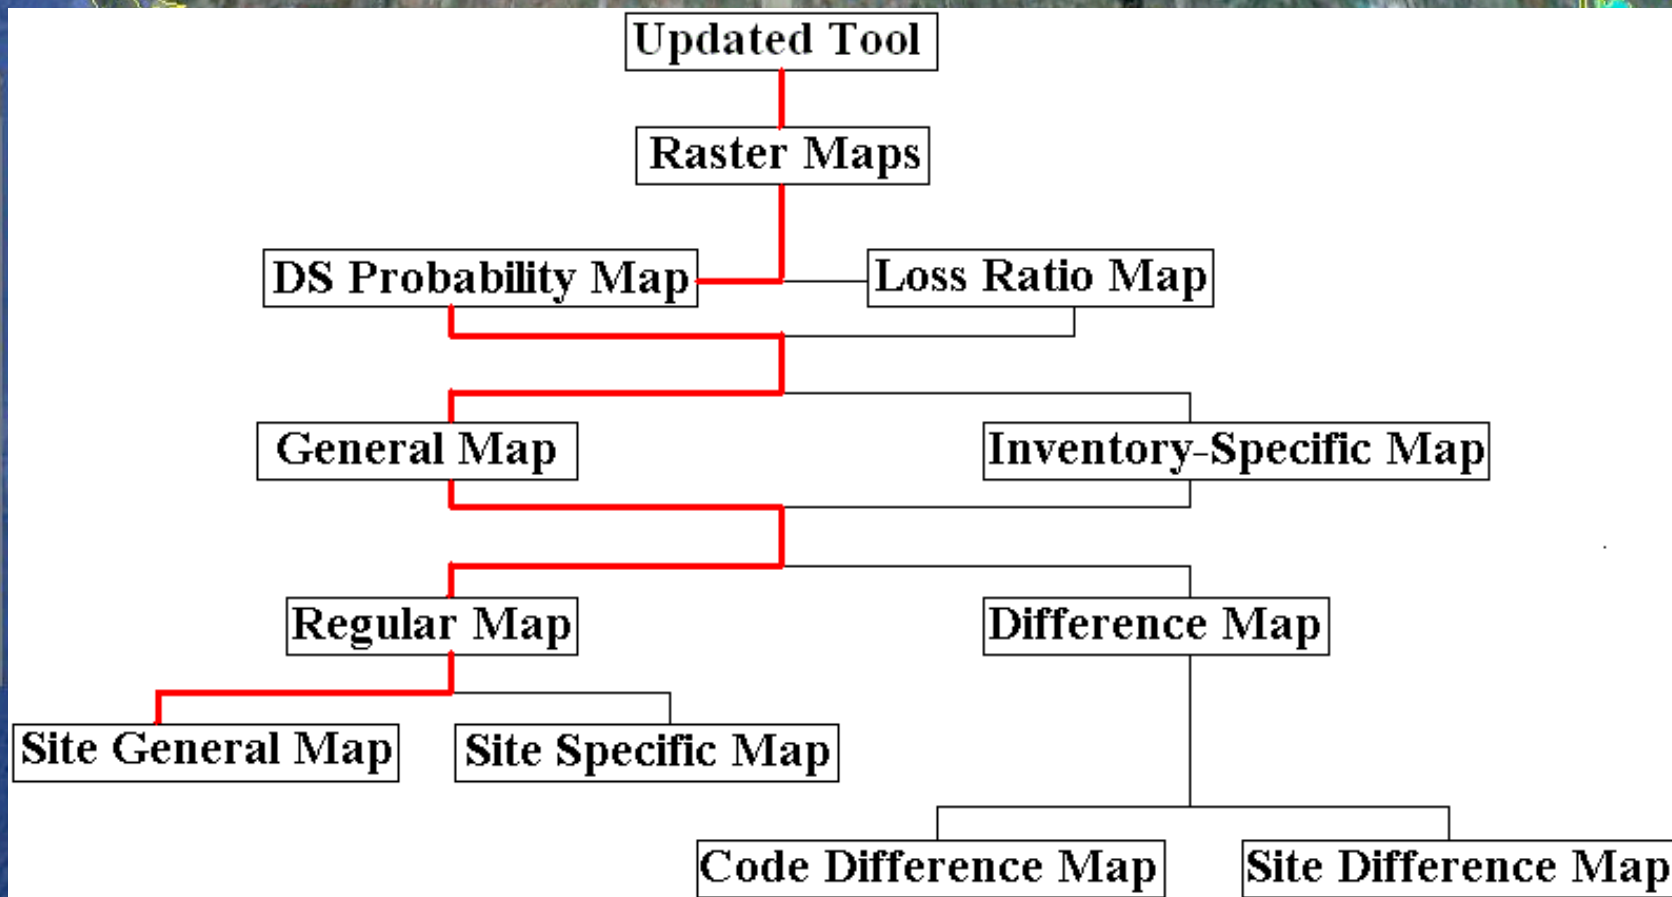 Updated Tool
Raster Maps
DS Probability Map
Loss Ratio Map
General Map
Inventory-Specific Map
Regular Map
Difference Map
Site General Map
Site Specific Map
Code Difference Map
Site Difference Map